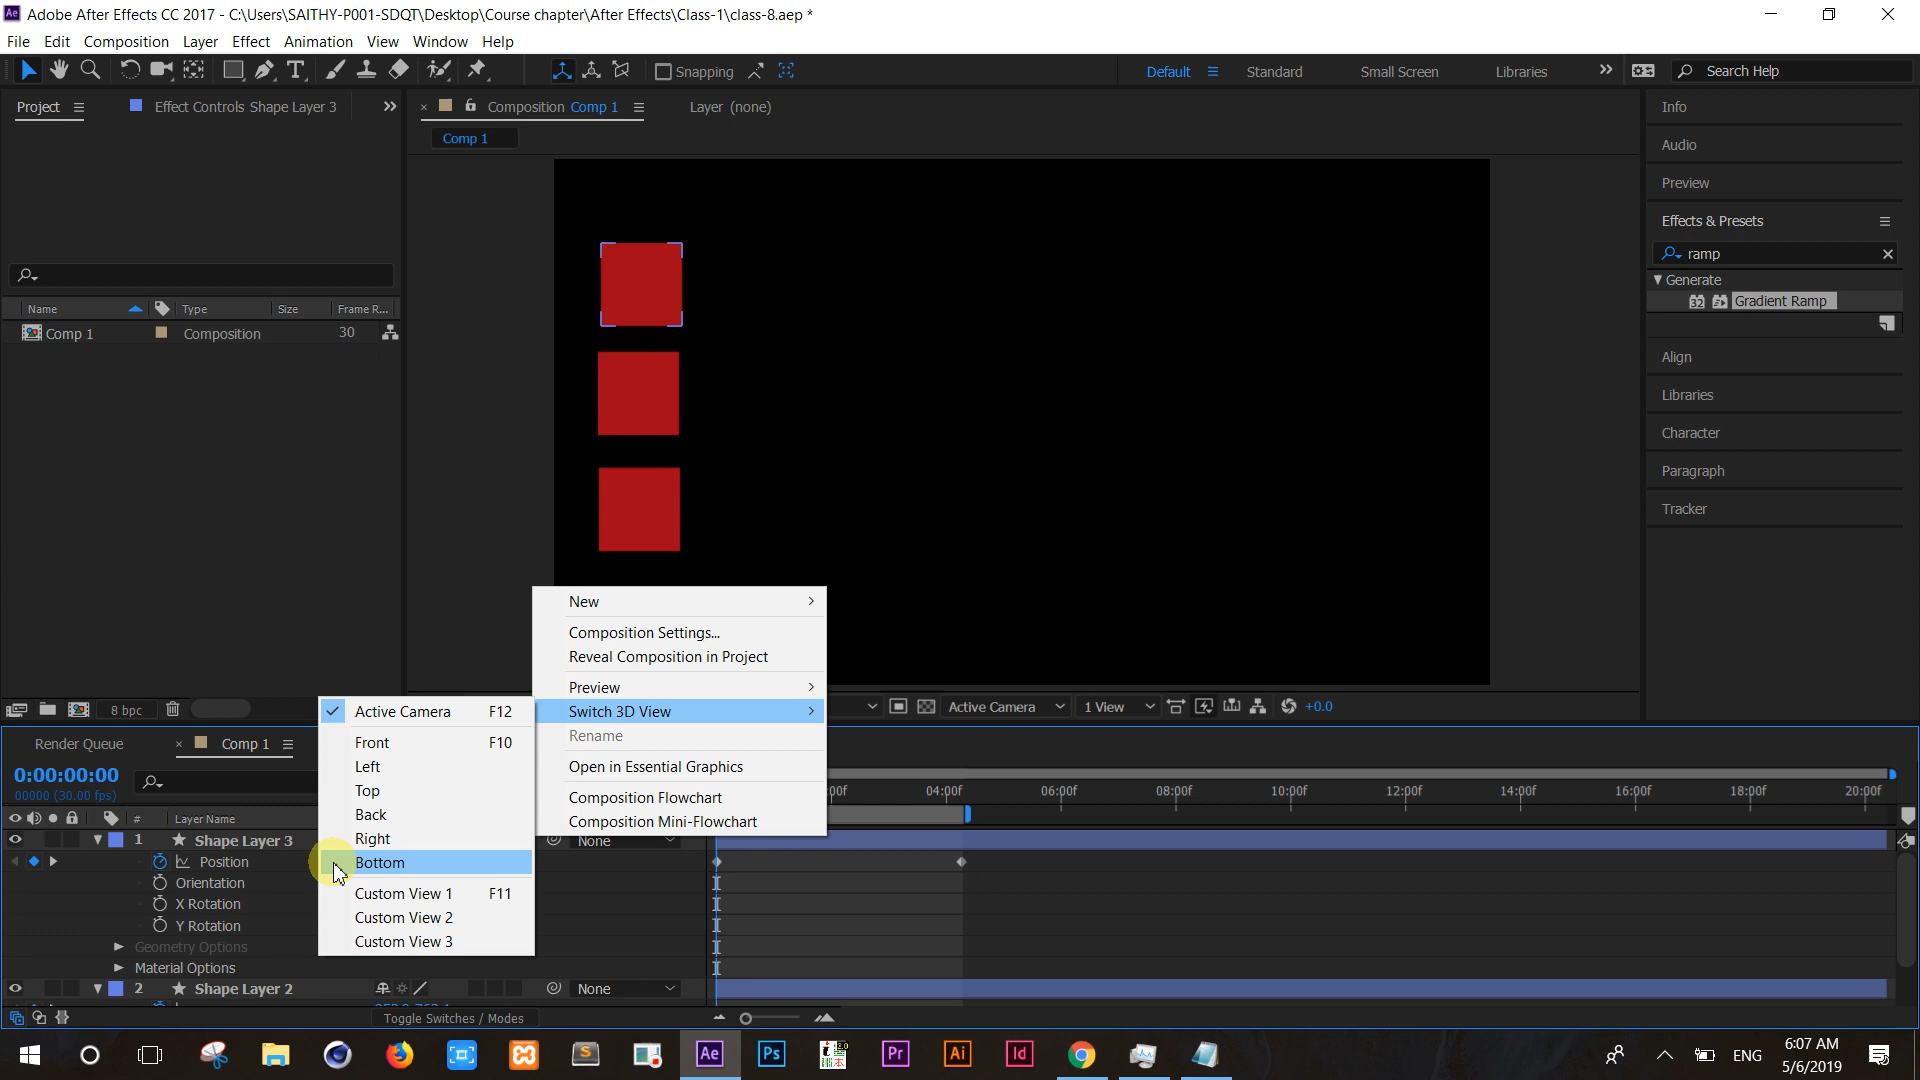 Adobe After Effects CC 2017 - C:\Users\SAITHY-P001-SDQT\Desktop\Course chapter\After Effects\Class-1\class-8.aep *
File Edit Composition Layer Effect Animation View Window Help
Snapping Default Standard Small Screen Libraries Search Help
Project Effect Controls Shape Layer 3 Composition Comp 1 Layer (none) Info
Comp 1
Audio
Preview
Effects & Presets
ramp
Generate
Gradient Ramp
Name Type Size Frame R...
Comp 1 Composition 30
Align
Libraries
Character
Paragraph
Tracker
New
Composition Settings...
Reveal Composition in Project
Preview
Switch 3D View
Rename
Open in Essential Graphics
Composition Flowchart
Composition Mini-Flowchart
8 bpc
Active Camera 1 View +0.0
Active Camera F12
Front F10
Left
Top
Back
Right
Bottom
Custom View 1 F11
Custom View 2
Custom View 3
Render Queue Comp 1
0:00:00:00
00000 (30.00 fps)
04:00f 06:00f 08:00f 10:00f 12:00f 14:00f 16:00f 18:00f 20:00f
# Layer Name
1 Shape Layer 3 None
Position
Orientation
X Rotation
Y Rotation
Geometry Options
Material Options
2 Shape Layer 2 None
Toggle Switches / Modes
Ae Ps Pr Ai Id ENG
6:07 AM
5/6/2019